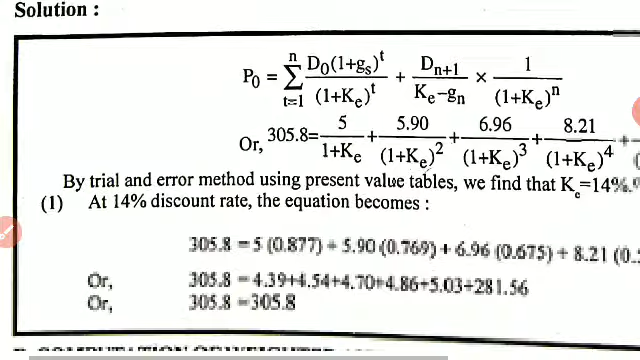 Solution :
P0 = n Σ t=1 D0(1+gs)^t / (1+Ke)^t + Dn+1 / Ke−gn × 1 / (1+Ke)^n
Or, 305.8= 5 / 1+Ke + 5.90 / (1+Ke)^2 + 6.96 / (1+Ke)^3 + 8.21 / (1+Ke)^4 +
By trial and error method using present value tables, we find that Ke=14%.
(1) At 14% discount rate, the equation becomes :
305.8 = 5 (0.877) + 5.90 (0.769) + 6.96 (0.675) + 8.21 (0.
Or, 305.8 = 4.39+4.54+4.70+4.86+5.03+281.56
Or, 305.8 =305.8